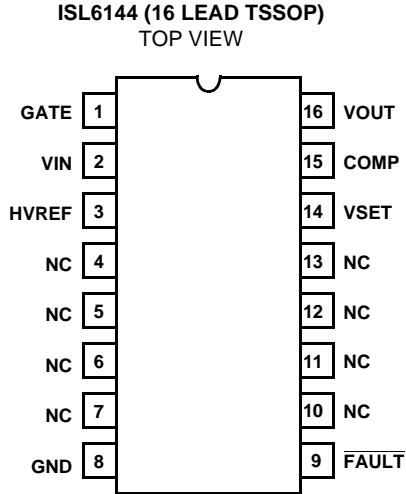 ISL6144 (16 LEAD TSSOP)
TOP VIEW
GATE 1 16 VOUT
VIN 2 15 COMP
HVREF 3 14 VSET
NC 4 13 NC
NC 5 12 NC
NC 6 11 NC
NC 7 10 NC
GND 8 9 FAULT